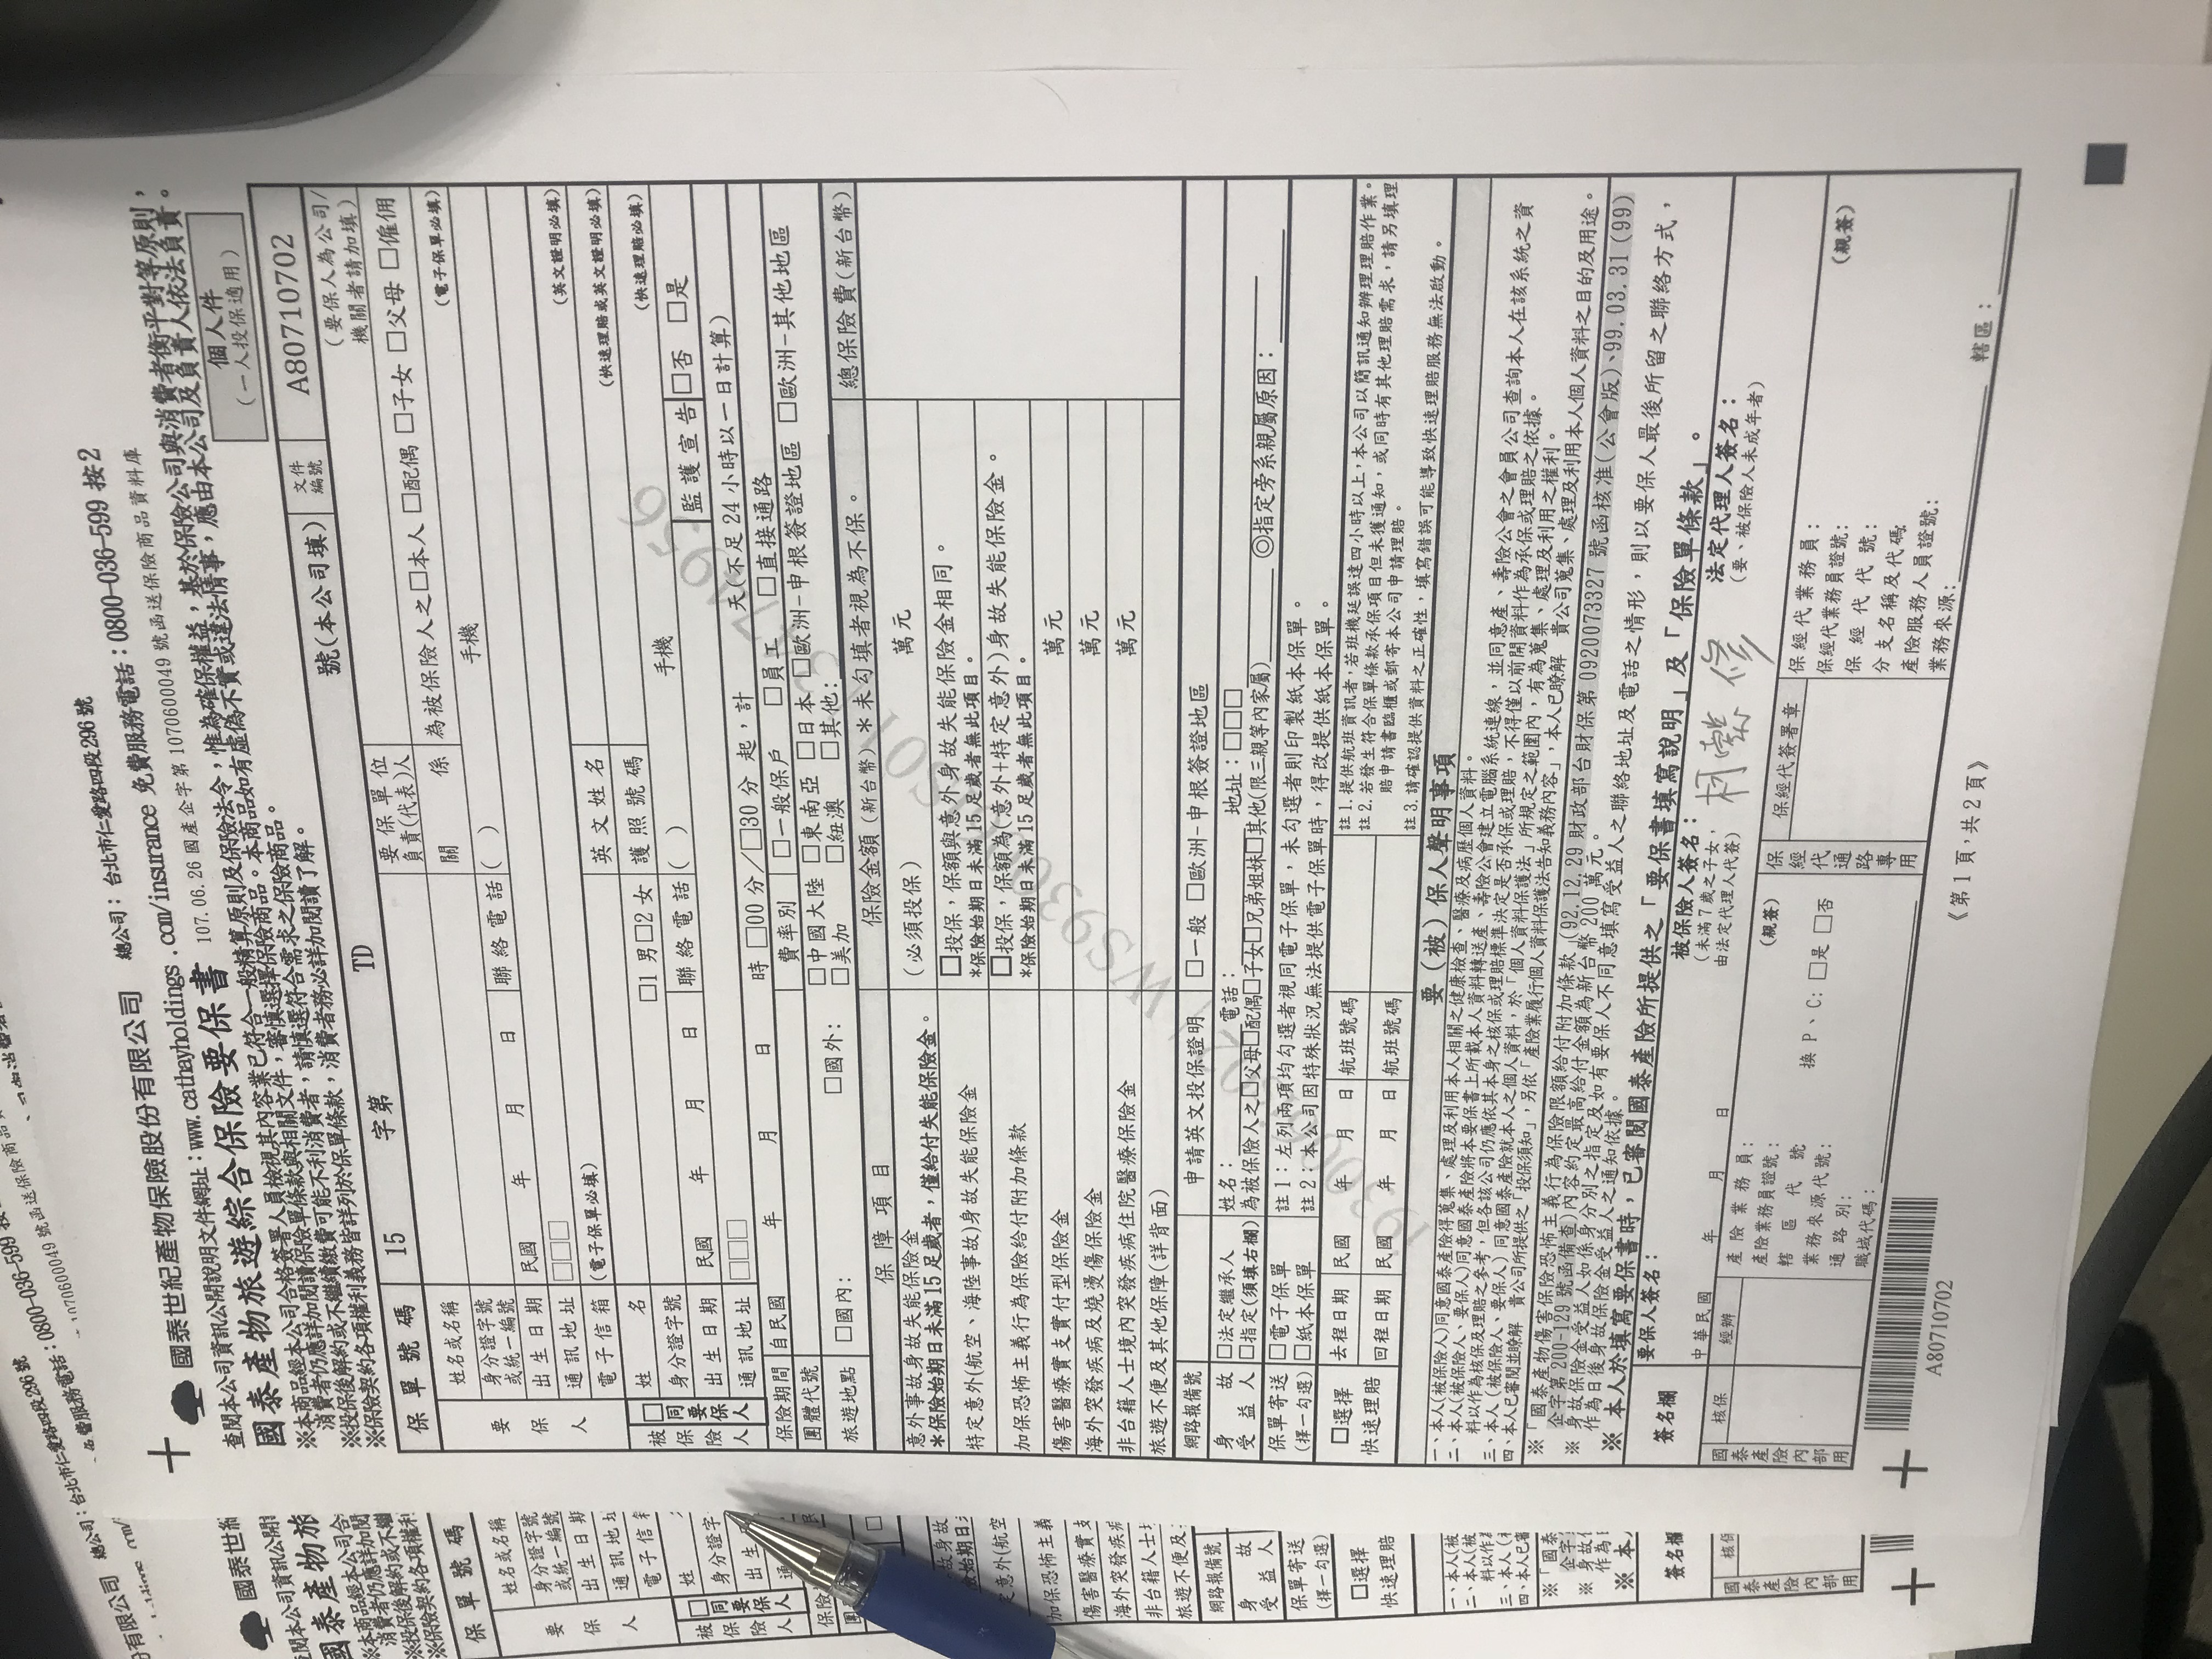 國泰世紀產物保險股份有限公司 總公司：台北市仁愛路四段296號
查閱本公司資訊公開說明文件網址：www.cathayholdings.com/insurance 免費服務電話：0800-036-599 按2
國泰產物旅遊綜合保險要保書 107.06.26 國產企字第 1070600049 號函送保險商品資料庫
※本商品經本公司合格簽署人員檢視其內容業已符合一般精算原則及保險法令，惟為確保權益，基於保險公司與消費者衡平對等原則，
消費者仍應詳加閱讀保險單條款與相關文件，審慎選擇保險商品。本商品如有虛偽不實或違法情事，應由本公司及負責人依法負責。
※投保後解約或不繼續繳費可能不利消費者，請慎選符合需求之保險商品。
※保險契約各項權利義務皆詳列於保單條款，消費者務必詳加閱讀了解。
個人件
(一人投保適用)
保單號碼 15 字第 TD 號(本公司填) 文件編號 A80710702
要保人
姓名或名稱 要保單位負責(代表)人 (要保人為公司/機關者請加填)
身分證字號或統一編號 關係 為被保險人之□本人 □配偶 □子女 □父母 □僱佣
出生日期 民國 年 月 日 聯絡電話 ( ) 手機 (電子保單必填)
通訊地址 □□□
電子信箱 (電子保單必填)
被保險人 □同要保人
姓名 □1男□2女 英文姓名 (英文證明必填)
身分證字號 護照號碼 (快速理賠或英文證明必填)
出生日期 民國 年 月 日 聯絡電話 ( ) 手機 (快速理賠必填)
通訊地址 □□□ 監護宣告 □否 □是
保險期間 自民國 年 月 日 時 □00分／□30分 起，計 天(不足24小時以一日計算)
團體代號 費率別 □一般保戶 □員工 □直接通路
旅遊地點 □國內: □國外: □中國大陸 □東南亞 □日本 □歐洲-申根簽證地區 □歐洲-其他地區
□美加 □紐澳 □其他:
保障項目 保險金額(新台幣)＊未勾填者視為不保。 總保險費(新台幣)
意外事故身故失能保險金 (必須投保) 萬元
＊保險始期日未滿15足歲者，僅給付失能保險金。
特定意外(航空、海陸事故)身故失能保險金 □投保，保額與意外身故失能保險金相同。
*保險始期日未滿15足歲者無此項目。
加保恐怖主義行為保險給付附加條款 □投保，保額為(意外+特定意外)身故失能保險金。
*保險始期日未滿15足歲者無此項目。
傷害醫療實支實付型保險金 萬元
海外突發疾病及燒燙傷保險金 萬元
非台籍人士境內突發疾病住院醫療保險金 萬元
旅遊不便及其他保障(詳背面)
網路報備號 申請英文投保證明 □一般 □歐洲-申根簽證地區
身故受益人 □法定繼承人 姓名： 電話： 地址：□□□
□指定(須填右欄) 為被保險人之□父母□配偶□子女□兄弟姐妹□其他(限三親等內家屬) ◎指定旁系親屬原因：
保單寄送 □電子保單 註1：左列兩項均勾選者視同電子保單，未勾選者則印製紙本保單。
(擇一勾選) □紙本保單 註2：本公司因特殊狀況無法提供電子保單時，得改提供紙本保單。
□選擇快速理賠
去程日期 民國 年 月 日 航班號碼
回程日期 民國 年 月 日 航班號碼
註1.提供航班資訊者，若班機延誤達四小時以上，本公司以簡訊通知辦理理賠作業。
註2.若發生符合保單條款承保項目但未獲通知，或同時有其他理賠需求，請另填理
賠申請書臨櫃或郵寄本公司申請理賠。
註3.請確認提供資料之正確性，填寫錯誤可能導致快速理賠服務無法啟動。
要（被）保人聲明事項
一、本人(被保險人)同意國泰產險得蒐集、處理及利用本人相關之健康檢查、醫療及病歷個人資料。
二、本人(被保險人、要保人)同意國泰產險將本要保書上所載本人資料轉送產、壽險公會建立電腦系統連線，並同意產、壽險公會之會員公司查詢本人在該系統之資
料以作為核保及理賠之參考，但各該公司仍應依其本身之核保或理賠標準決定是否承保或理賠，不得僅以前開資料作為承保或理賠之依據。
三、本人（被保險人、要保人）同意國泰產險就本人之個人資料，於「個人資料保護法」所規定之範圍內，有為蒐集、處理及利用之權利。
四、本人已審閱並瞭解 貴公司所提供之「投保須知」，另依「產險業履行個人資料保護法告知義務內容」，本人已瞭解 貴公司蒐集、處理及利用本人個人資料之目的及用途。
※「國泰產物傷害保險恐怖主義行為保險限額給付附加條款」(92.12.29 財政部台財保第 0920073327 號函核准(公會版)、99.03.31 (99)
企字第 200-129 號函備查)內容約定最高給付金額為新台幣 200 萬元。
※ 身故保險金受益人如係身分別之指定及如有要保人不同意填寫受益人之聯絡地址及電話之情形，則以要保人最後所留之聯絡方式，
作為日後身故保險金受益人之通知依據。
※ 本人於填寫要保書時，已審閱國泰產險所提供之「要保書填寫說明」及「保險單條款」。
簽名欄
要保人簽名：
中華民國 年 月 日
被保險人簽名：
(未滿7歲之子女，
由法定代理人代簽)
柯 修
法定代理人簽名：
(要、被保險人未成年者)
國泰產險內部用
核保 經辦
產險業務員： (親簽)
產險業務員證號：
轄區代號
業務來源代號： 換 P、C: □是 □否
通路別：
職域代碼：
保經代通路專用
保經代簽署章
保經代業務員：
保經代業務員證號: (親簽)
保經代代號：
分支名稱及代碼:
產險服務人員證號:
業務來源: 轄區：
A80710702
《第1頁，共2頁》